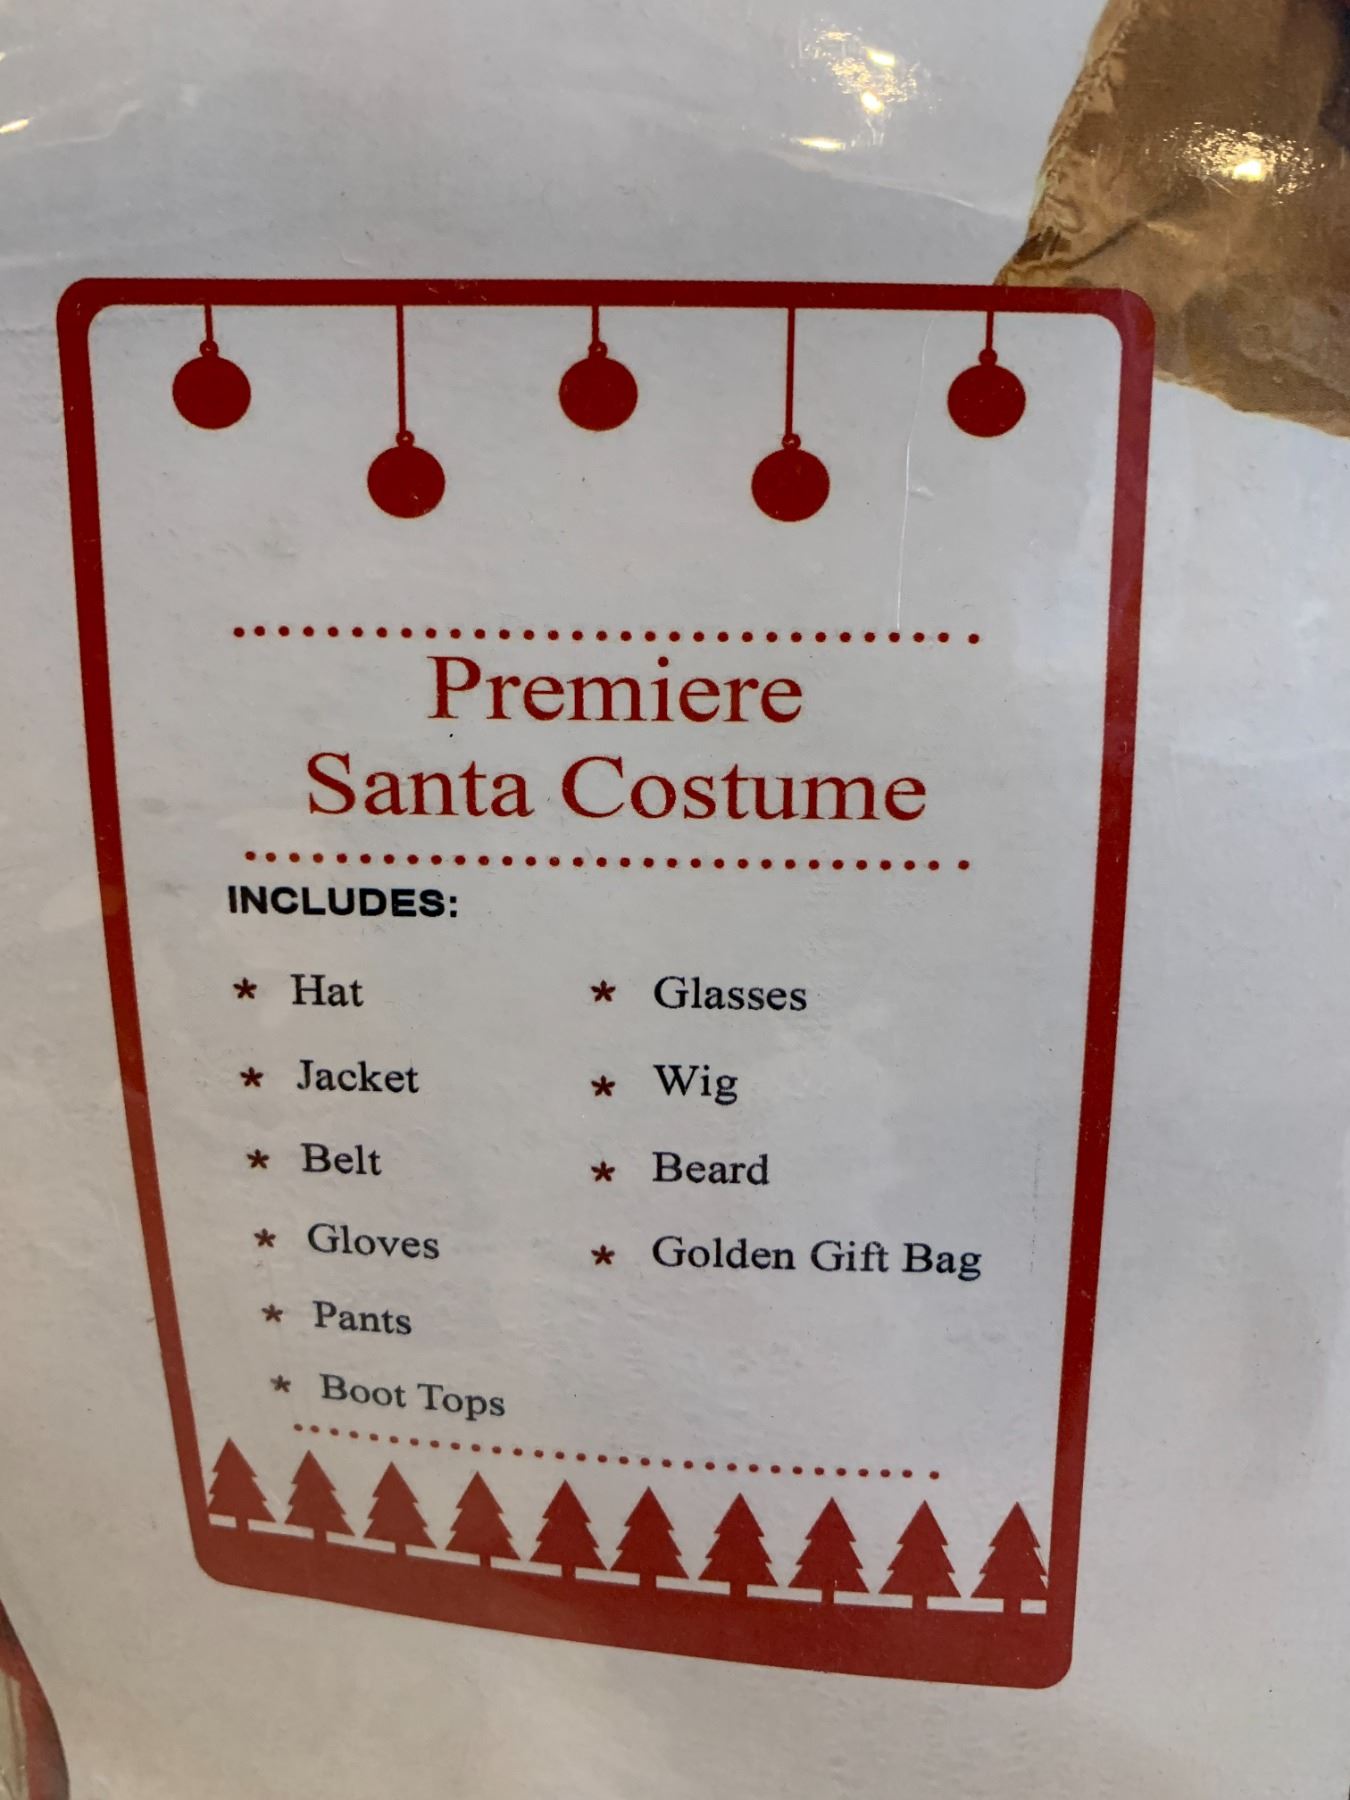 Premiere
Santa Costume
INCLUDES:
* Hat
* Jacket
* Belt
* Gloves
* Pants
* Boot Tops
* Glasses
* Wig
* Beard
* Golden Gift Bag